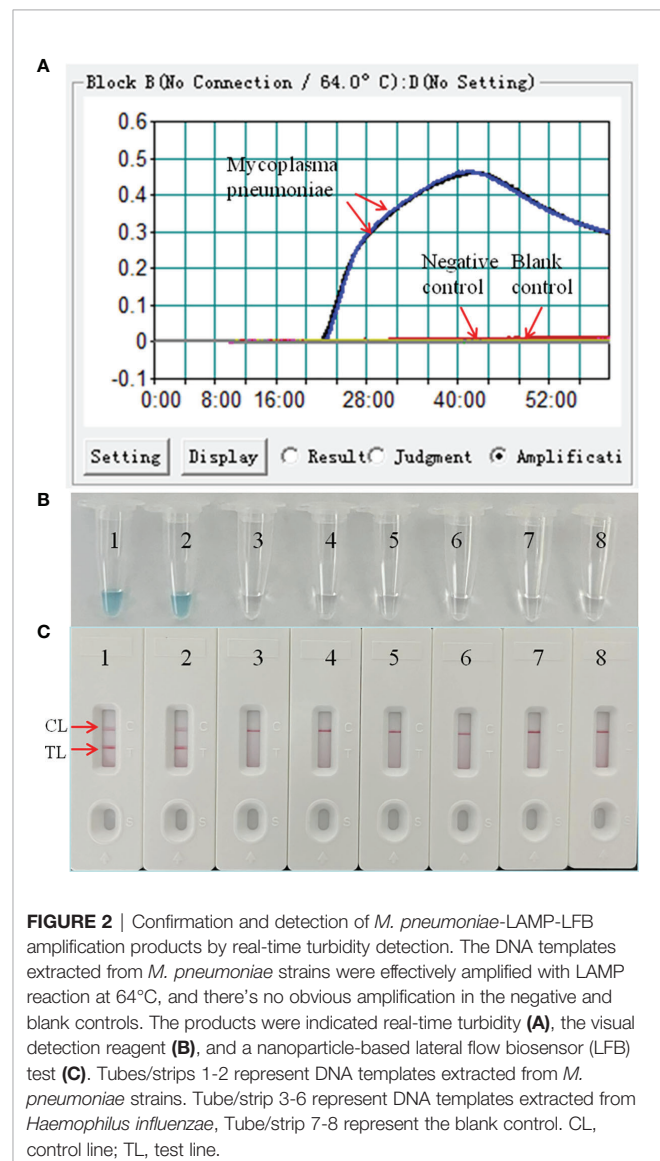 A
Block B(No Connection / 64.0° C):D(No Setting)
0.6
0.5
0.4
0.3
0.2
0.1
0
-0.1
Mycoplasma
pneumoniae
Negative Blank
control control
0:00 8:00 16:00 28:00 40:00 52:00
Setting Display Result Judgment Amplificati
B
1 2 3 4 5 6 7 8
C
1 2 3 4 5 6 7 8
CL
TL
C C C C C C C C
T T T T T T T T
S S S S S S S S
FIGURE 2 | Confirmation and detection of M. pneumoniae-LAMP-LFB
amplification products by real-time turbidity detection. The DNA templates
extracted from M. pneumoniae strains were effectively amplified with LAMP
reaction at 64°C, and there's no obvious amplification in the negative and
blank controls. The products were indicated real-time turbidity (A), the visual
detection reagent (B), and a nanoparticle-based lateral flow biosensor (LFB)
test (C). Tubes/strips 1-2 represent DNA templates extracted from M.
pneumoniae strains. Tube/strip 3-6 represent DNA templates extracted from
Haemophilus influenzae, Tube/strip 7-8 represent the blank control. CL,
control line; TL, test line.